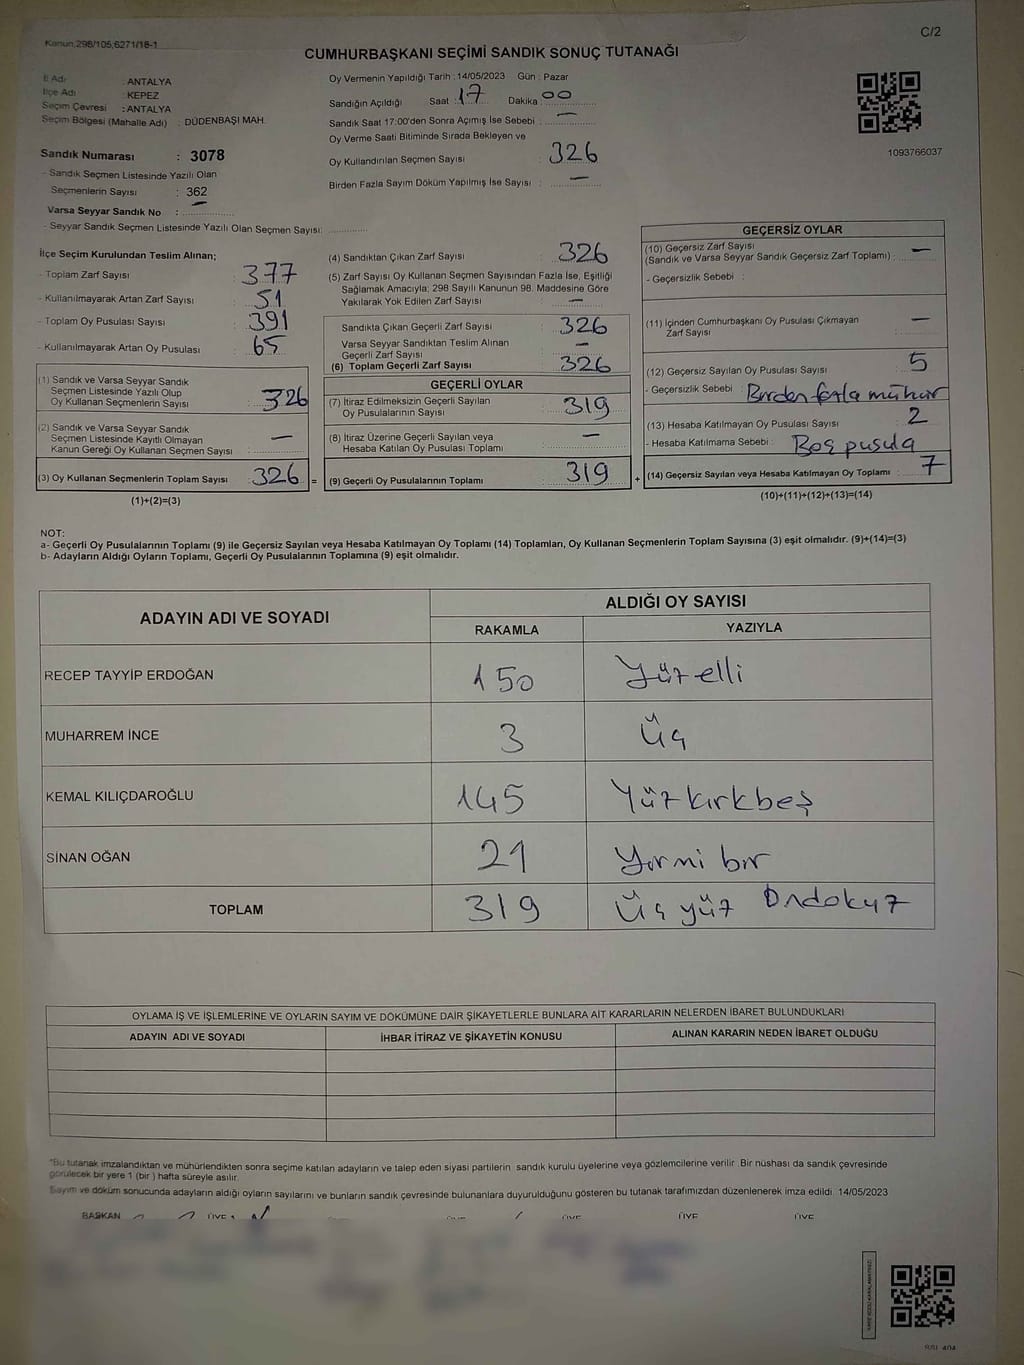 Kanun,298/105,6271/18-1
C/2
CUMHURBAŞKANI SEÇİMİ SANDIK SONUÇ TUTANAĞI
İl Adı : ANTALYA
İlçe Adı : KEPEZ
Seçim Çevresi : ANTALYA
Seçim Bölgesi (Mahalle Adı) : DÜDENBAŞI MAH.
Sandık Numarası : 3078
- Sandık Seçmen Listesinde Yazılı Olan
Seçmenlerin Sayısı : 362
Varsa Seyyar Sandık No : —
- Seyyar Sandık Seçmen Listesinde Yazılı Olan Seçmen Sayısı:
Oy Vermenin Yapıldığı Tarih : 14/05/2023 Gün : Pazar
Sandığın Açıldığı Saat : 17 Dakika : 00
Sandık Saat 17:00'den Sonra Açımış İse Sebebi : —
Oy Verme Saati Bitiminde Sırada Bekleyen ve
Oy Kullandırılan Seçmen Sayısı : 326
Birden Fazla Sayım Döküm Yapılmış İse Sayısı : —
1093766037
İlçe Seçim Kurulundan Teslim Alınan;
- Toplam Zarf Sayısı : 377
- Kullanılmayarak Artan Zarf Sayısı : 51
- Toplam Oy Pusulası Sayısı : 391
- Kullanılmayarak Artan Oy Pusulası : 65
(1) Sandık ve Varsa Seyyar Sandık
Seçmen Listesinde Yazılı Olup
Oy Kullanan Seçmenlerin Sayısı : 326
(2) Sandık ve Varsa Seyyar Sandık
Seçmen Listesinde Kayıtlı Olmayan
Kanun Gereği Oy Kullanan Seçmen Sayısı : —
(3) Oy Kullanan Seçmenlerin Toplam Sayısı : 326 =
(1)+(2)=(3)
(4) Sandıktan Çıkan Zarf Sayısı : 326
(5) Zarf Sayısı Oy Kullanan Seçmen Sayısından Fazla İse, Eşitliği
Sağlamak Amacıyla; 298 Sayılı Kanunun 98. Maddesine Göre
Yakılarak Yok Edilen Zarf Sayısı : —
Sandıkta Çıkan Geçerli Zarf Sayısı : 326
Varsa Seyyar Sandıktan Teslim Alınan
Geçerli Zarf Sayısı : —
(6) Toplam Geçerli Zarf Sayısı : 326
GEÇERLİ OYLAR
(7) İtiraz Edilmeksizin Geçerli Sayılan
Oy Pusulalarının Sayısı : 319
(8) İtiraz Üzerine Geçerli Sayılan veya
Hesaba Katılan Oy Pusulası Toplamı : —
(9) Geçerli Oy Pusulalarının Toplamı : 319 +
GEÇERSİZ OYLAR
(10) Geçersiz Zarf Sayısı
(Sandık ve Varsa Seyyar Sandık Geçersiz Zarf Toplamı) : —
- Geçersizlik Sebebi :
(11) İçinden Cumhurbaşkanı Oy Pusulası Çıkmayan
Zarf Sayısı : —
(12) Geçersiz Sayılan Oy Pusulası Sayısı : 5
- Geçersizlik Sebebi : Birden fazla mühür
(13) Hesaba Katılmayan Oy Pusulası Sayısı : 2
- Hesaba Katılmama Sebebi : Boş pusula
(14) Geçersiz Sayılan veya Hesaba Katılmayan Oy Toplamı : 7
(10)+(11)+(12)+(13)=(14)
NOT:
a- Geçerli Oy Pusulalarının Toplamı (9) ile Geçersiz Sayılan veya Hesaba Katılmayan Oy Toplamı (14) Toplamları, Oy Kullanan Seçmenlerin Toplam Sayısına (3) eşit olmalıdır. (9)+(14)=(3)
b- Adayların Aldığı Oyların Toplamı, Geçerli Oy Pusulalarının Toplamına (9) eşit olmalıdır.
ADAYIN ADI VE SOYADI ALDIĞI OY SAYISI
RAKAMLA YAZIYLA
RECEP TAYYİP ERDOĞAN 150 Yüz elli
MUHARREM İNCE 3 Üç
KEMAL KILIÇDAROĞLU 145 Yüz kırkbeş
SİNAN OĞAN 21 Yirmi bir
TOPLAM 319 Üç yüz Ondokuz
OYLAMA İŞ VE İŞLEMLERİNE VE OYLARIN SAYIM VE DÖKÜMÜNE DAİR ŞİKAYETLERLE BUNLARA AİT KARARLARIN NELERDEN İBARET BULUNDUKLARI
ADAYIN ADI VE SOYADI İHBAR İTİRAZ VE ŞİKAYETİN KONUSU ALINAN KARARIN NEDEN İBARET OLDUĞU
*Bu tutanak imzalandıktan ve mühürlendikten sonra seçime katılan adayların ve talep eden siyasi partilerin sandık kurulu üyelerine veya gözlemcilerine verilir. Bir nüshası da sandık çevresinde
görülecek bir yere 1 (bir) hafta süreyle asılır.
Sayım ve döküm sonucunda adayların aldığı oyların sayılarını ve bunların sandık çevresinde bulunanlara duyurulduğunu gösteren bu tutanak tarafımızdan düzenlenerek imza edildi. 14/05/2023
BAŞKAN ÜYE ÜYE ÜYE ÜYE ÜYE